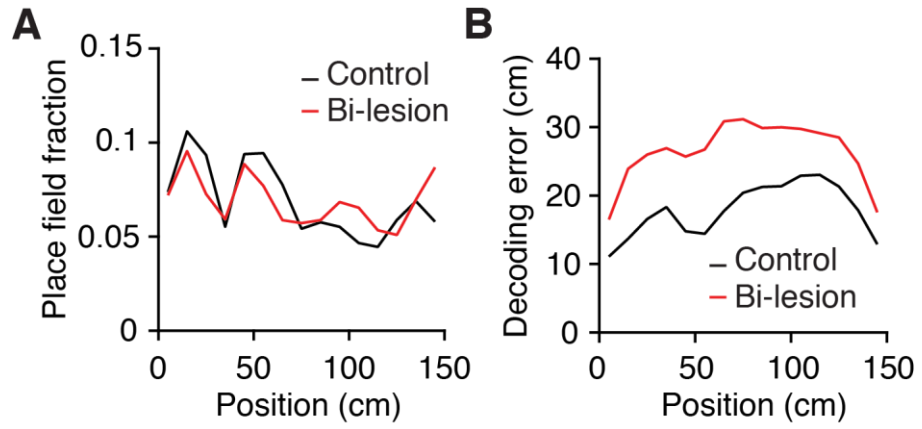 A
Place field fraction
0.15
0.1
0.05
0
Control
Bi-lesion
0
50
100
150
Position (cm)
B
Decoding error (cm)
40
30
20
10
0
Control
Bi-lesion
0
50
100
150
Position (cm)